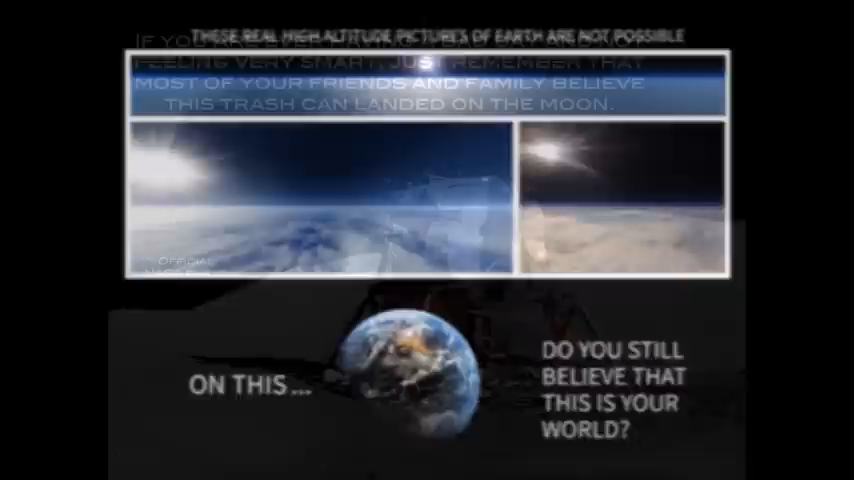 THESE REAL HIGH ALTITUDE PICTURES OF EARTH ARE NOT POSSIBLE
IF YOU ARE EVER HAVING A BAD DAY AND NOT
FEELING VERY SMART, JUST REMEMBER THAT
MOST OF YOUR FRIENDS AND FAMILY BELIEVE
THIS TRASH CAN LANDED ON THE MOON.
OFFICIAL
ON THIS ...
DO YOU STILL
BELIEVE THAT
THIS IS YOUR
WORLD?